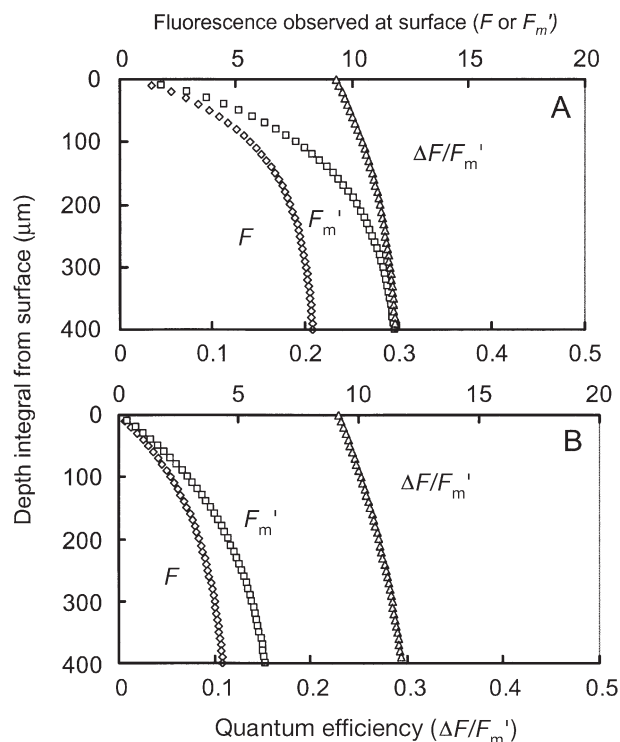 Fluorescence observed at surface (F or Fm')
0 5 10 15 20
0
100
200
300
400
A
ΔF/Fm'
Fm'
F
0 0.1 0.2 0.3 0.4 0.5
Depth integral from surface (μm)
0 5 10 15 20
0
100
200
300
400
B
ΔF/Fm'
Fm'
F
0 0.1 0.2 0.3 0.4 0.5
Quantum efficiency (ΔF/Fm')